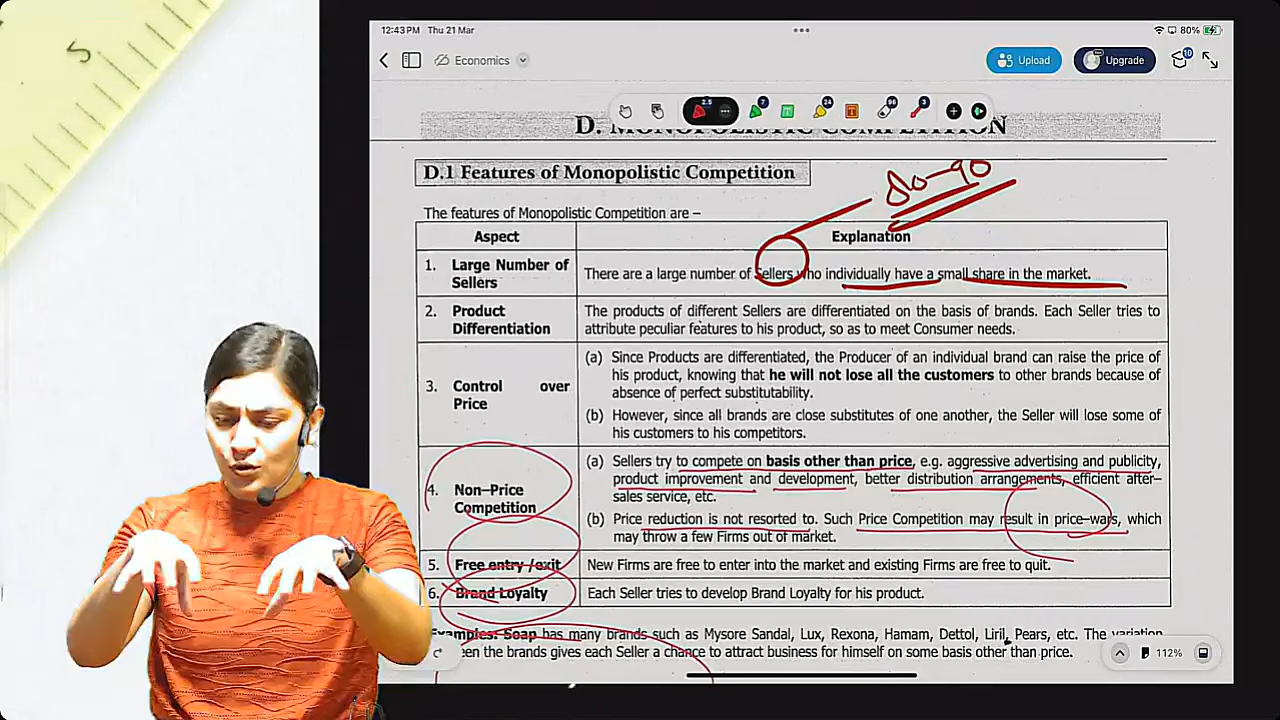 12:43 PM Thu 21 Mar
80%
Economics
Upload
Upgrade
10
2.5
7
24
96
3
5
D. MONOPOLISTIC COMPETITION
D.1 Features of Monopolistic Competition
80-90
The features of Monopolistic Competition are –
Aspect Explanation
1. Large Number of Sellers
There are a large number of Sellers who individually have a small share in the market.
2. Product Differentiation
The products of different Sellers are differentiated on the basis of brands. Each Seller tries to
attribute peculiar features to his product, so as to meet Consumer needs.
3. Control over Price
(a) Since Products are differentiated, the Producer of an individual brand can raise the price of
his product, knowing that he will not lose all the customers to other brands because of
absence of perfect substitutability.
(b) However, since all brands are close substitutes of one another, the Seller will lose some of
his customers to his competitors.
4. Non–Price Competition
(a) Sellers try to compete on basis other than price, e.g. aggressive advertising and publicity,
product improvement and development, better distribution arrangements, efficient after–
sales service, etc.
(b) Price reduction is not resorted to. Such Price Competition may result in price–wars, which
may throw a few Firms out of market.
5. Free entry /exit New Firms are free to enter into the market and existing Firms are free to quit.
6. Brand Loyalty Each Seller tries to develop Brand Loyalty for his product.
Examples: Soap has many brands such as Mysore Sandal, Lux, Rexona, Hamam, Dettol, Liril, Pears, etc. The variation
een the brands gives each Seller a chance to attract business for himself on some basis other than price.
112%